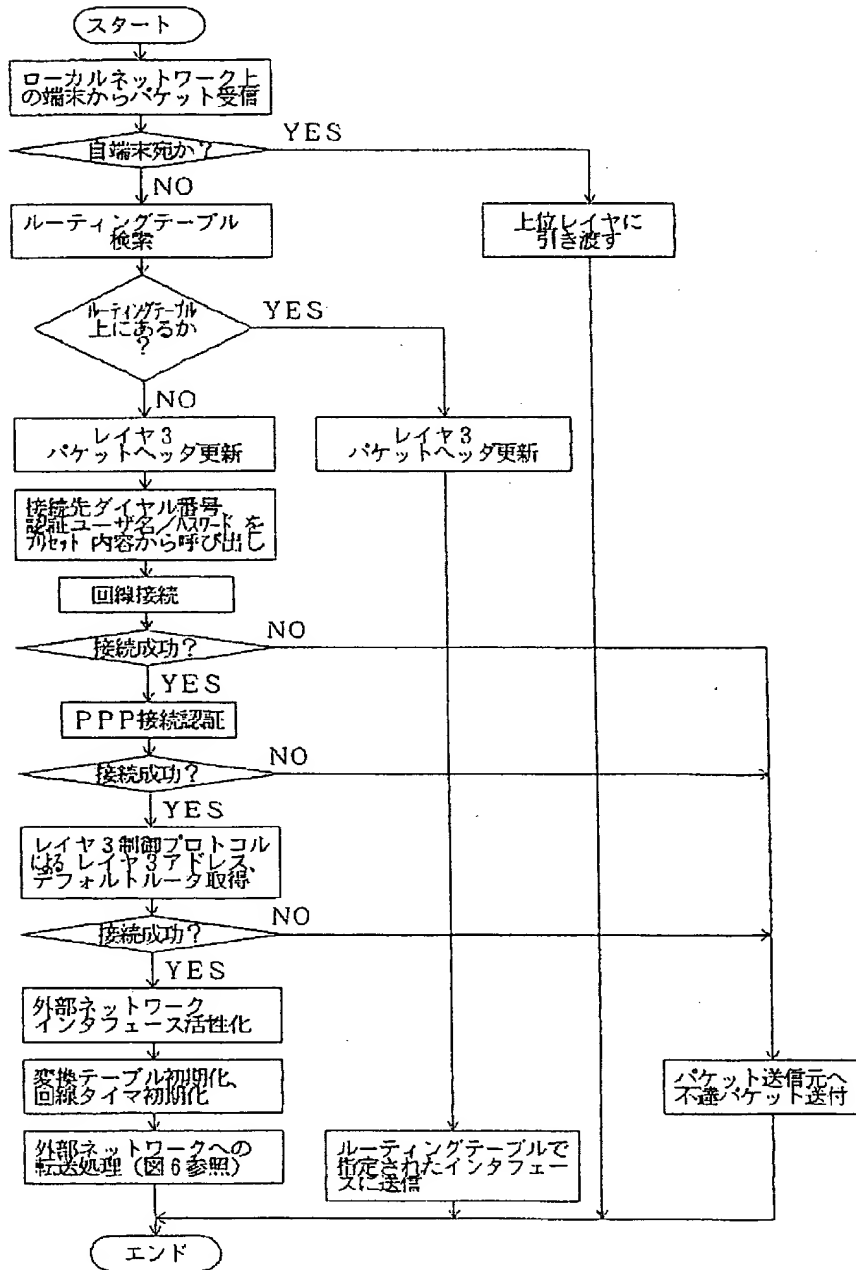 スタート
ローカルネットワーク上
の端末からパケット受信
自端末宛か?
YES
NO
ルーティングテーブル
検索
上位レイヤに
引き渡す
ルーティングテーブル
上にあるか
?
YES
NO
レイヤ3
パケットヘッダ更新
レイヤ3
パケットヘッダ更新
接続先ダイヤル番号、
認証ユーザ名/パスワード を
プリセット 内容から呼び出し
回線接続
接続成功?
NO
YES
PPP接続認証
接続成功?
NO
YES
レイヤ3制御プロトコル
による レイヤ3アドレス、
デフォルトルータ取得
接続成功?
NO
YES
外部ネットワーク
インタフェース活性化
変換テーブル初期化、
回線タイマ初期化
パケット送信元へ
不達パケット送付
外部ネットワークへの
転送処理(図6参照)
ルーティングテーブルで
指定されたインタフェー
スに送信
エンド